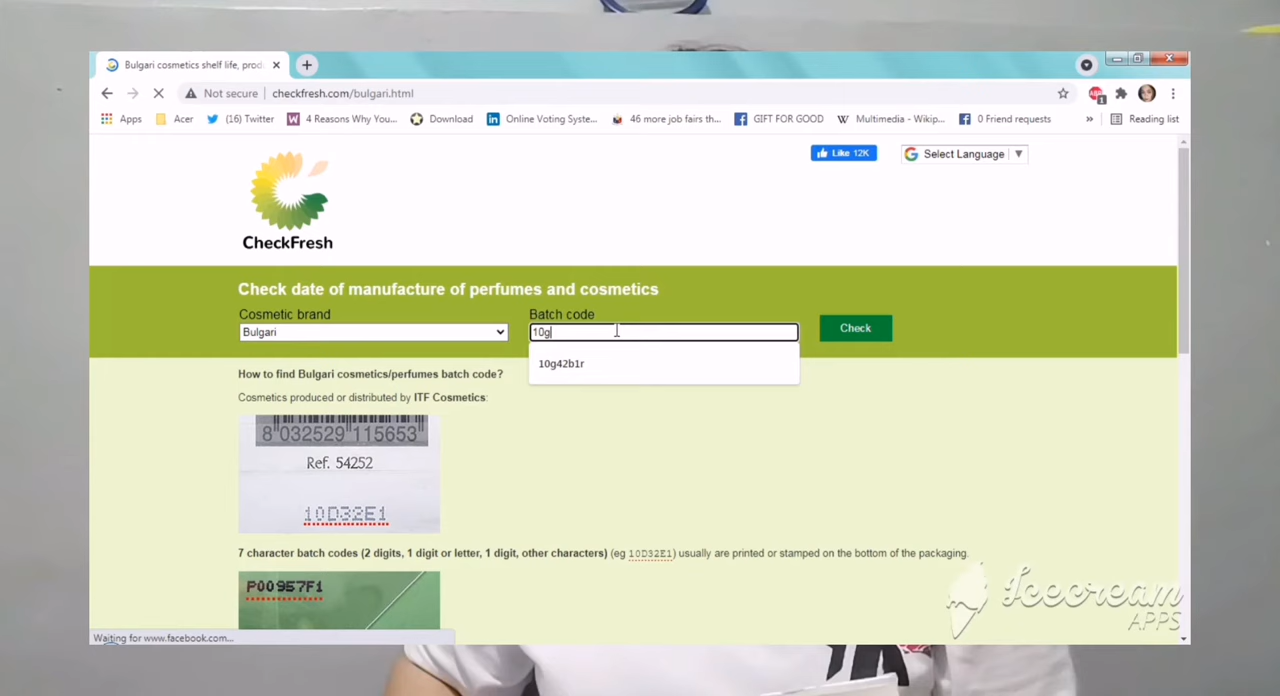 Bulgari cosmetics shelf life, prod
Not secure | checkfresh.com/bulgari.html
Apps Acer (16) Twitter 4 Reasons Why You... Download Online Voting Syste... 46 more job fairs th... GIFT FOR GOOD Multimedia - Wikip... 0 Friend requests » Reading list
Like 12K
Select Language
CheckFresh
Check date of manufacture of perfumes and cosmetics
Cosmetic brand
Batch code
Bulgari
10g
Check
10g42b1r
How to find Bulgari cosmetics/perfumes batch code?
Cosmetics produced or distributed by ITF Cosmetics:
8 032529 115653
Ref. 54252
10D32E1
7 character batch codes (2 digits, 1 digit or letter, 1 digit, other characters) (eg 10D32E1) usually are printed or stamped on the bottom of the packaging.
P00957F1
Icecream
APPS
Waiting for www.facebook.com...